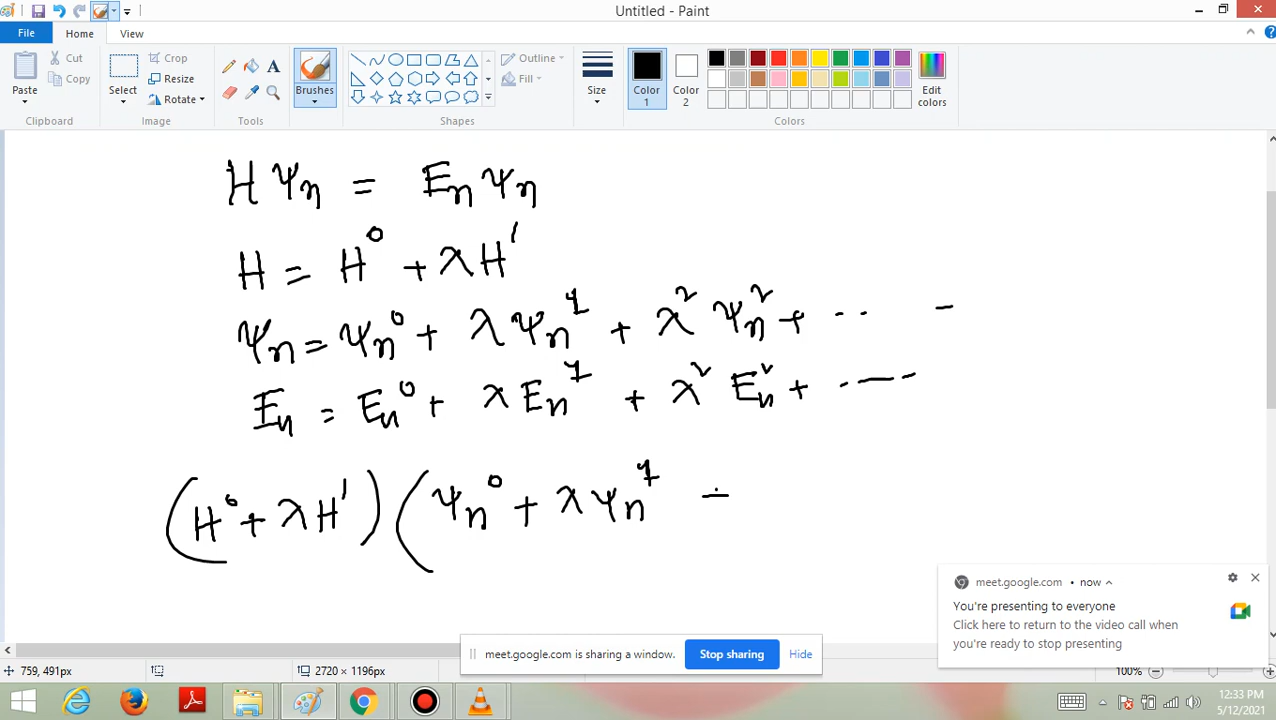 Untitled - Paint
File Home View
Cut
Copy
Paste
Clipboard
Crop
Resize
Rotate
Select
Image
A
Tools
Brushes
Outline
Fill
Shapes
Size
Color 1
Color 2
Edit colors
Colors
H Ψn = En Ψn
H = H⁰ + λH'
Ψn = Ψn⁰ + λΨn¹ + λ²Ψn² + .. -
En = En⁰ + λEn¹ + λ²En² + .---
(H⁰ + λH') (Ψn⁰ + λΨn¹
meet.google.com • now
You're presenting to everyone
Click here to return to the video call when
you're ready to stop presenting
meet.google.com is sharing a window. Stop sharing Hide
759, 491px
2720 × 1196px
100%
12:33 PM
5/12/2021